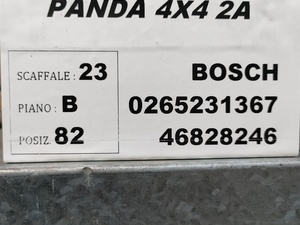 PANDA 4X4 2A
SCAFFALE : 23 BOSCH
PIANO : B 0265231367
POSIZ. 82 46828246